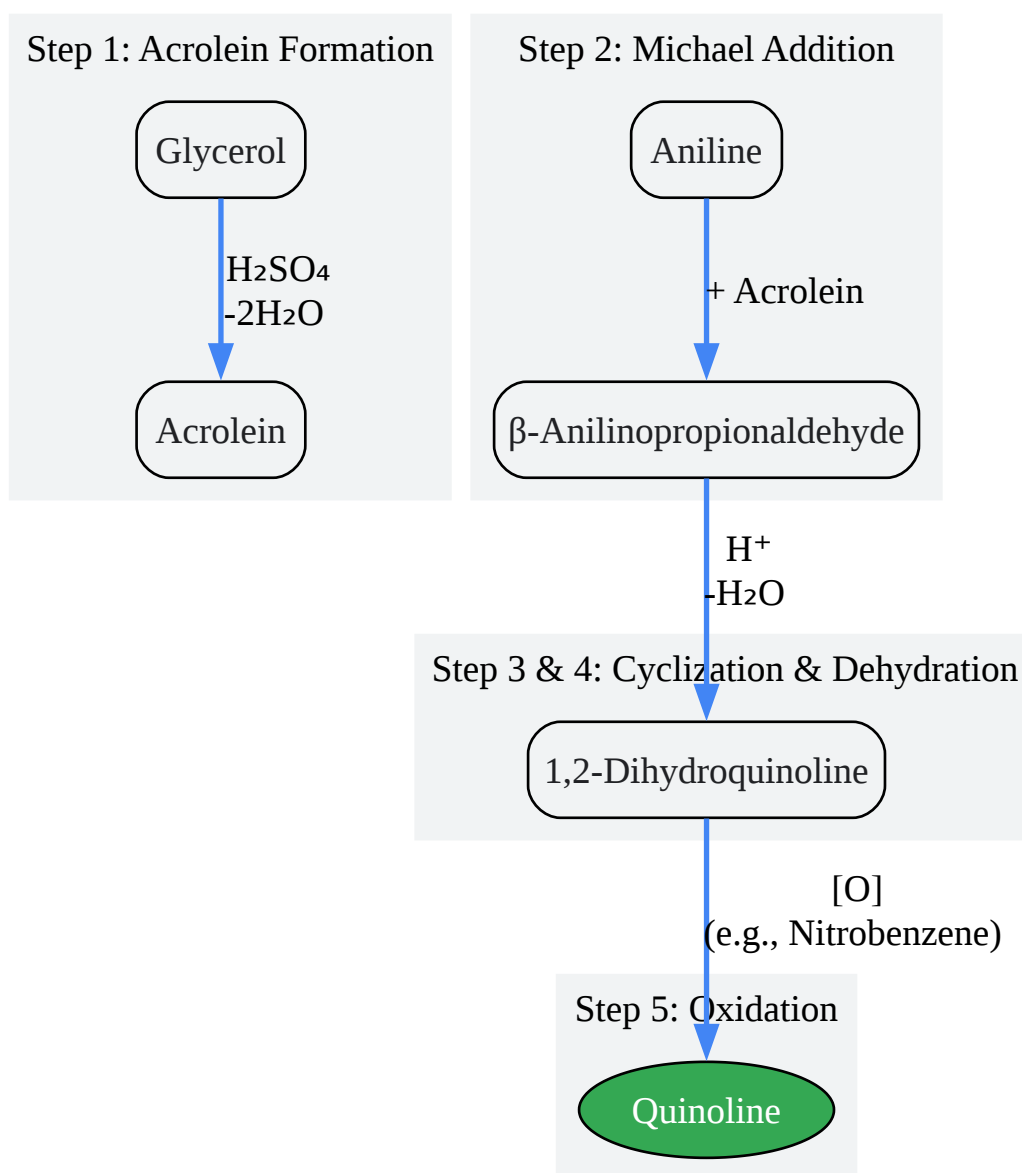 Step 1: Acrolein Formation
Glycerol
H₂SO₄
-2H₂O
Acrolein
Step 2: Michael Addition
Aniline
+ Acrolein
β-Anilinopropionaldehyde
H⁺
-H₂O
Step 3 & 4: Cyclization & Dehydration
1,2-Dihydroquinoline
[O]
(e.g., Nitrobenzene)
Step 5: Oxidation
Quinoline